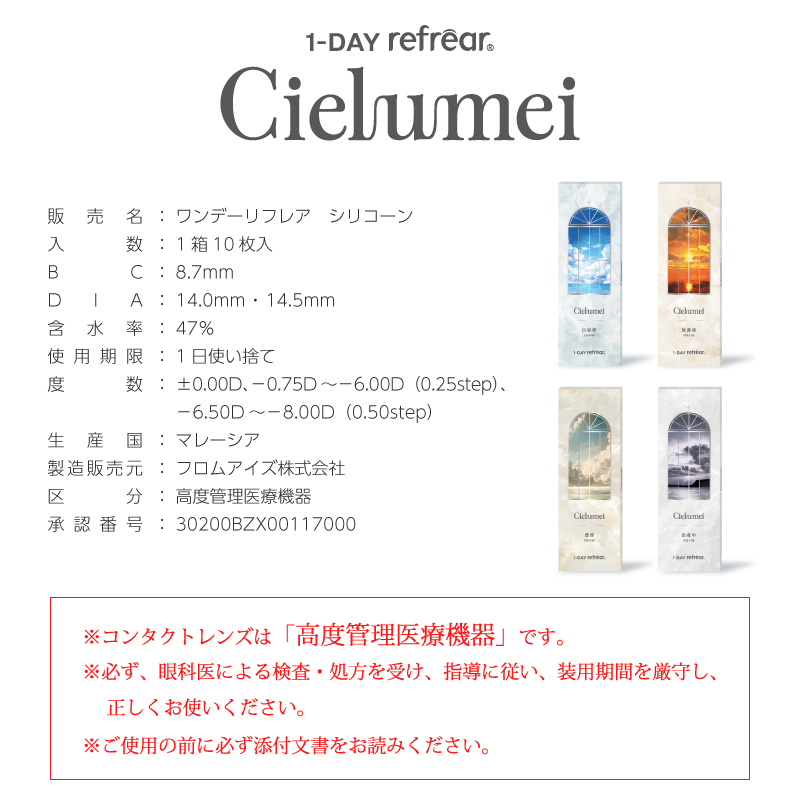 1-DAY refrear®
Cielumei
販売名：ワンデーリフレア　シリコーン
入数：1箱10枚入
BC：8.7mm
DIA：14.0mm・14.5mm
含水率：47%
使用期限：1日使い捨て
度数：±0.00D、－0.75D～－6.00D（0.25step）、
－6.50D～－8.00D（0.50step）
生産国：マレーシア
製造販売元：フロムアイズ株式会社
区分：高度管理医療機器
承認番号：30200BZX00117000
Cielumei
1-DAY refrear.
Cielumei
1-DAY refrear.
Cielumei
1-DAY refrear.
Cielumei
1-DAY refrear.
※コンタクトレンズは「高度管理医療機器」です。
※必ず、眼科医による検査・処方を受け、指導に従い、装用期間を厳守し、
正しくお使いください。
※ご使用の前に必ず添付文書をお読みください。